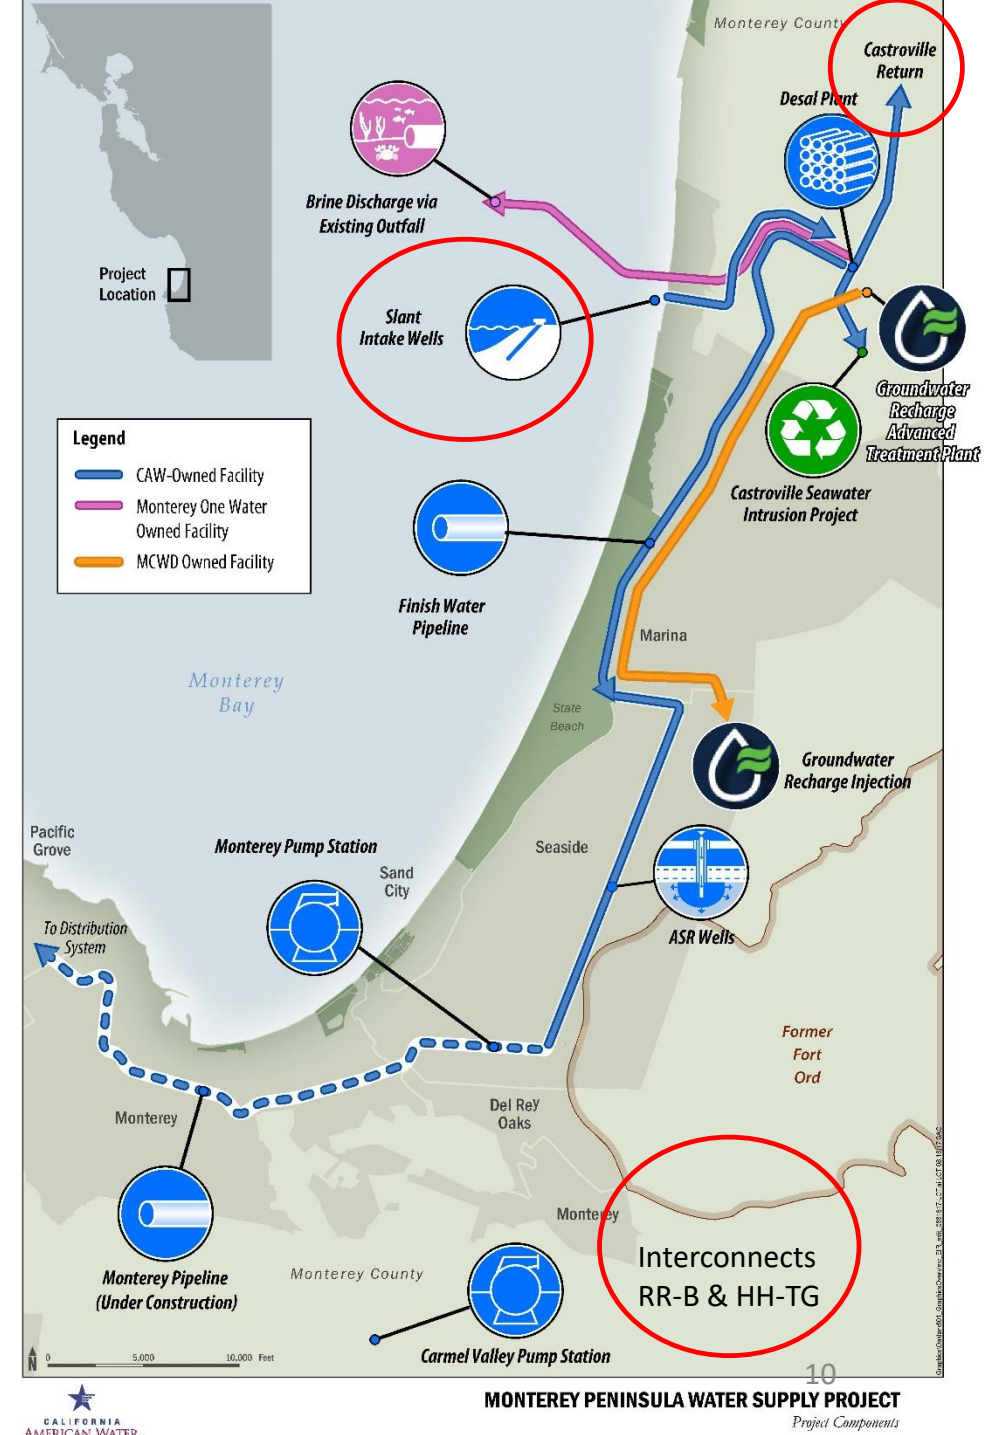 Monterey County
Castroville
Return
Desal Plant
Brine Discharge via
Existing Outfall
Project
Location
Slant
Intake Wells
Groundwater
Recharge
Advanced
Treatment Plant
Legend
CAW-Owned Facility
Monterey One Water
Owned Facility
MCWD Owned Facility
Castroville Seawater
Intrusion Project
Finish Water
Pipeline
Marina
Monterey
Bay
State
Beach
Groundwater
Recharge Injection
Pacific
Grove
Monterey Pump Station
Seaside
Sand
City
To Distribution
System
ASR Wells
Former
Fort
Ord
Del Rey
Oaks
Monterey
Monterey
Interconnects
RR-B & HH-TG
Monterey Pipeline
(Under Construction)
Monterey County
Carmel Valley Pump Station
N
0 5,000 10,000 Feet
10
MONTEREY PENINSULA WATER SUPPLY PROJECT
Project Components
CALIFORNIA
AMERICAN WATER